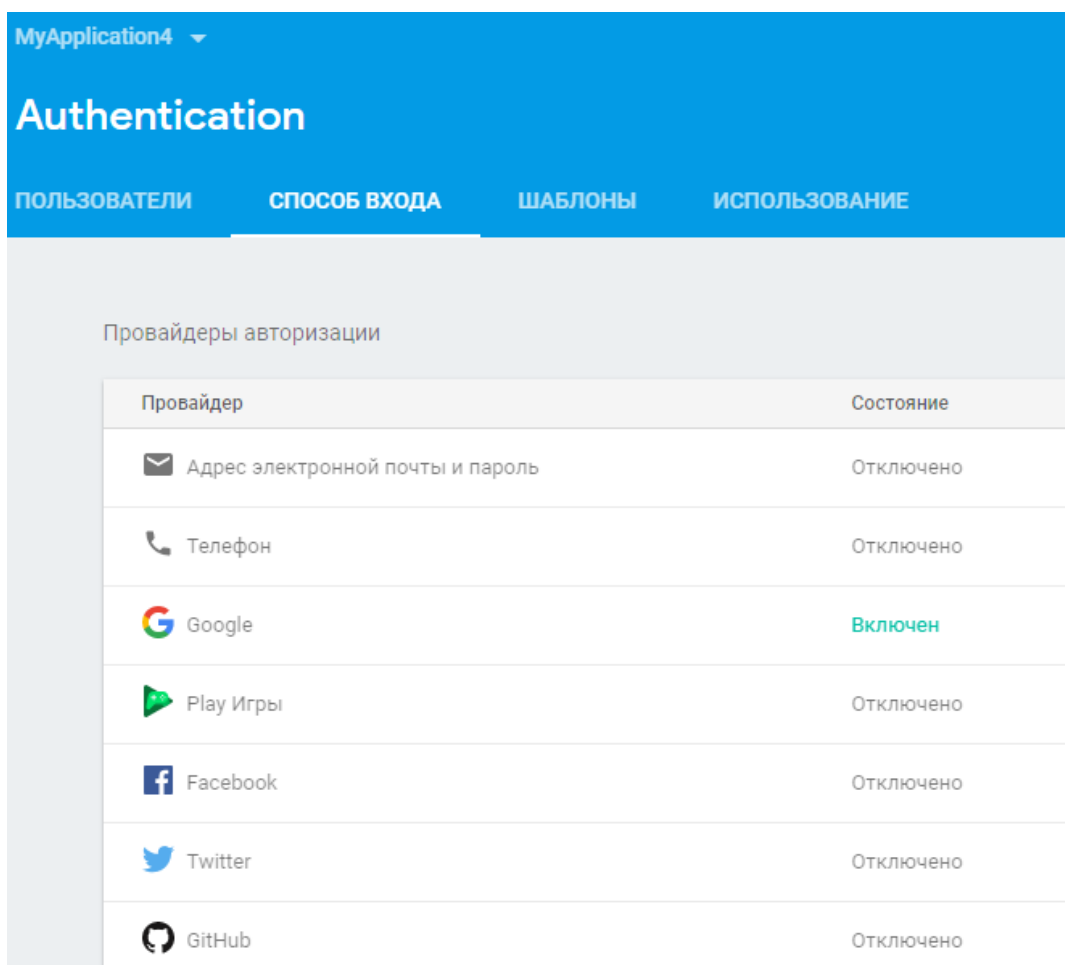 MyApplication4
Authentication
ПОЛЬЗОВАТЕЛИ СПОСОБ ВХОДА ШАБЛОНЫ ИСПОЛЬЗОВАНИЕ
Провайдеры авторизации
Провайдер Состояние
Адрес электронной почты и пароль Отключено
Телефон Отключено
Google Включен
Play Игры Отключено
Facebook Отключено
Twitter Отключено
GitHub Отключено